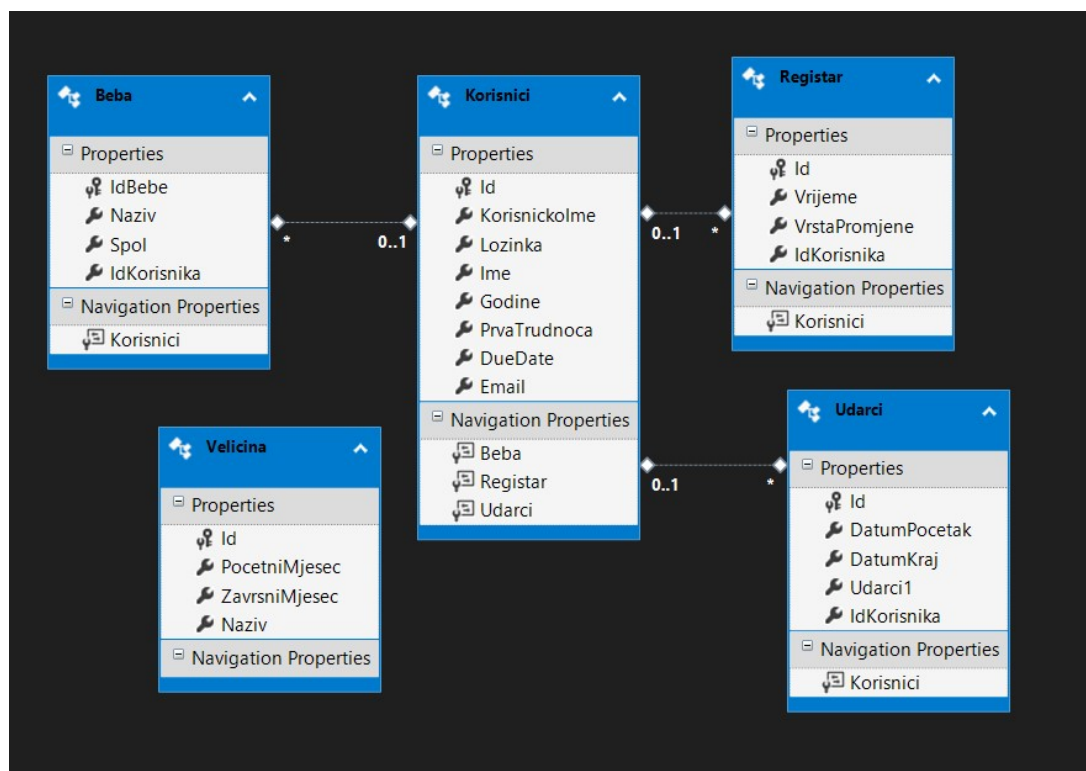 Beba
Properties
IdBebe
Naziv
Spol
IdKorisnika
Navigation Properties
Korisnici
* 0..1
Korisnici
Properties
Id
KorisnickoIme
Lozinka
Ime
Godine
PrvaTrudnoca
DueDate
Email
Navigation Properties
Beba
Registar
Udarci
0..1 *
Registar
Properties
Id
Vrijeme
VrstaPromjene
IdKorisnika
Navigation Properties
Korisnici
0..1 *
Velicina
Properties
Id
PocetniMjesec
ZavrsniMjesec
Naziv
Navigation Properties
Udarci
Properties
Id
DatumPocetak
DatumKraj
Udarci1
IdKorisnika
Navigation Properties
Korisnici